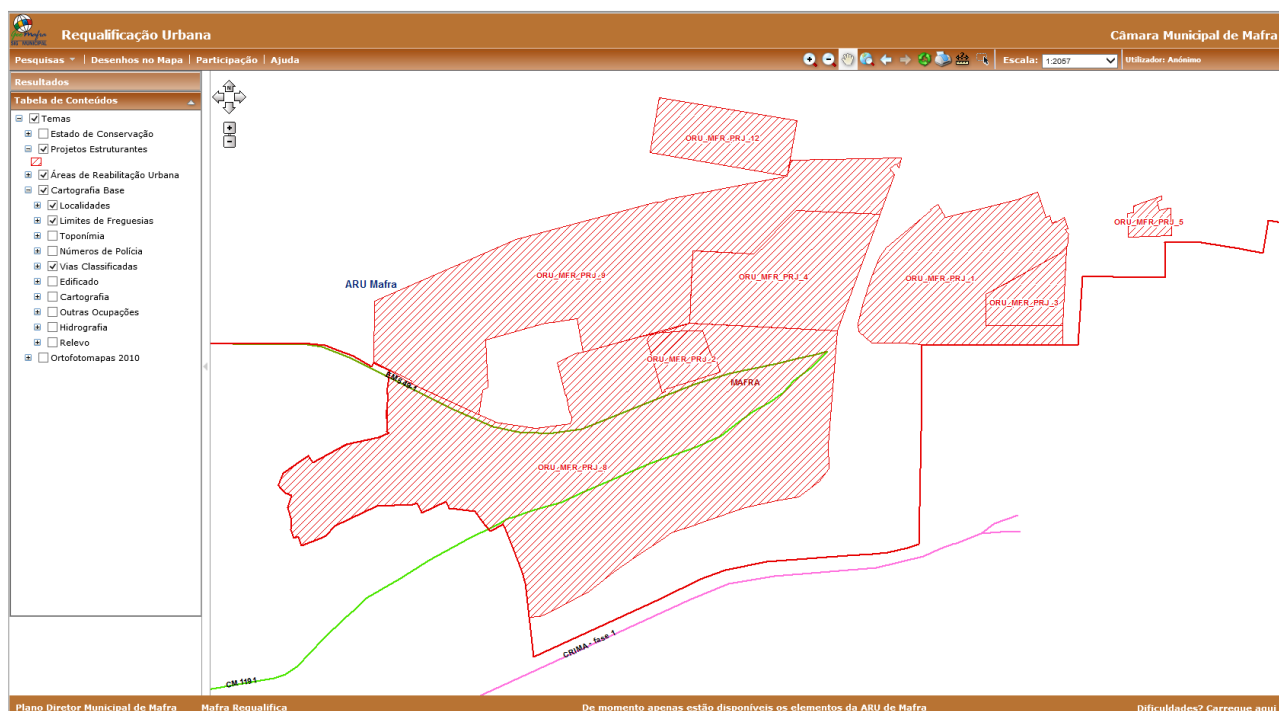 Requalificação Urbana
Câmara Municipal de Mafra
Pesquisas | Desenhos no Mapa | Participação | Ajuda
Escala: 1:2057
Utilizador: Anónimo
Resultados
Tabela de Conteúdos
Temas
Estado de Conservação
Projetos Estruturantes
Áreas de Reabilitação Urbana
Cartografia Base
Localidades
Limites de Freguesias
Toponímia
Números de Polícia
Vias Classificadas
Edificado
Cartografia
Outras Ocupações
Hidrografia
Relevo
Ortofotomapas 2010
N
ORU_MFR_PRJ_12
ORU_MFR_PRJ_5
ORU_MFR_PRJ_9
ORU_MFR_PRJ_4
ORU_MFR_PRJ_1
ARU Mafra
ORU_MFR_PRJ_3
ORU_MFR_PRJ_2
MAFRA
ORU_MFR_PRJ_8
CRIMA - fase 1
CM 1191
Plano Diretor Municipal de Mafra
Mafra Requalifica
De momento apenas estão disponíveis os elementos da ARU de Mafra
Dificuldades? Carregue aqui